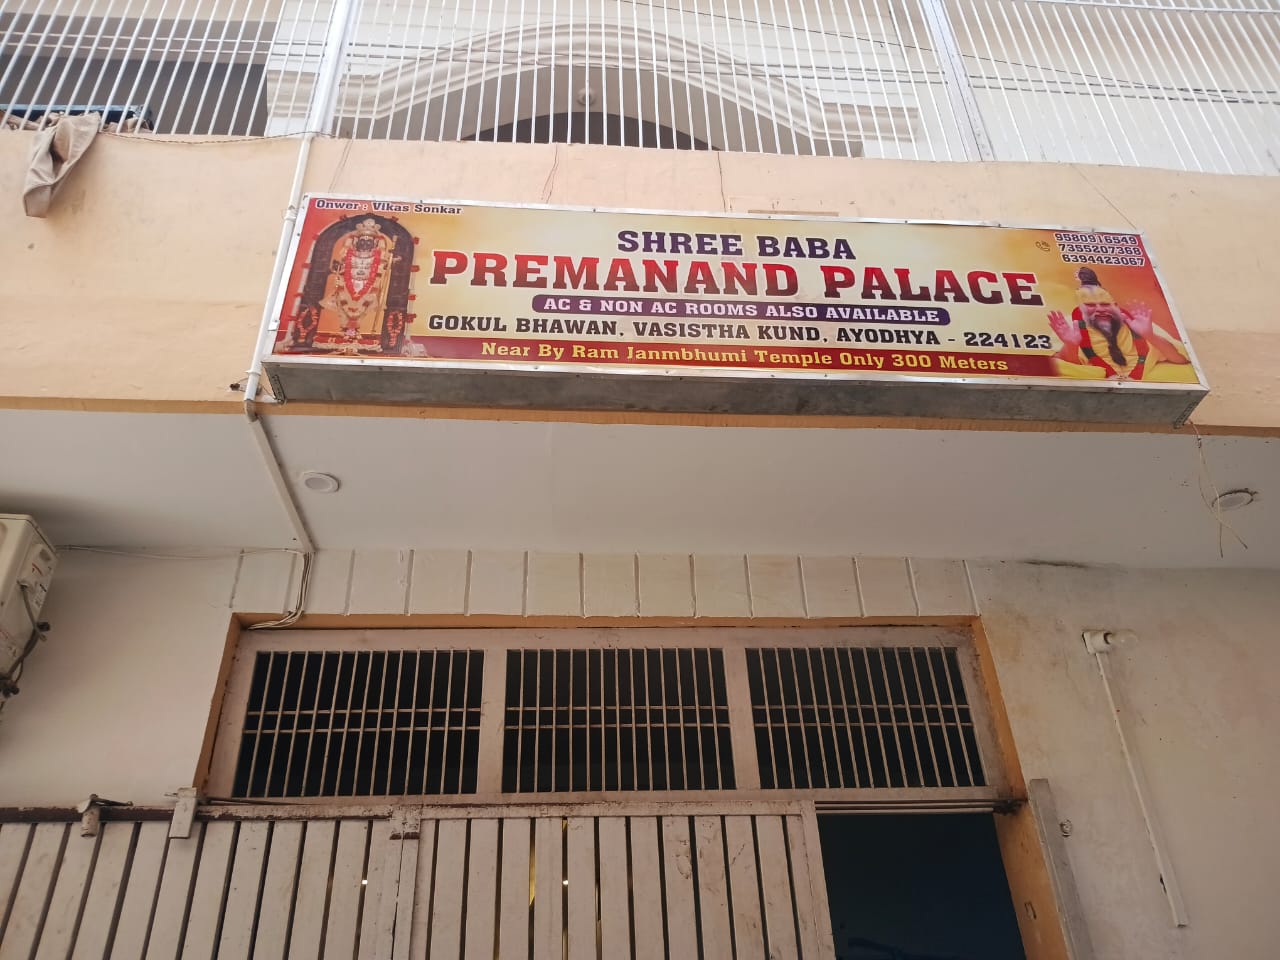 Onwer : Vikas Sonkar
SHREE BABA
PREMANAND PALACE
AC & NON AC ROOMS ALSO AVAILABLE
GOKUL BHAWAN, VASISTHA KUND, AYODHYA - 224123
Near By Ram Janmbhumi Temple Only 300 Meters
9580916549
7355207368
6394423067